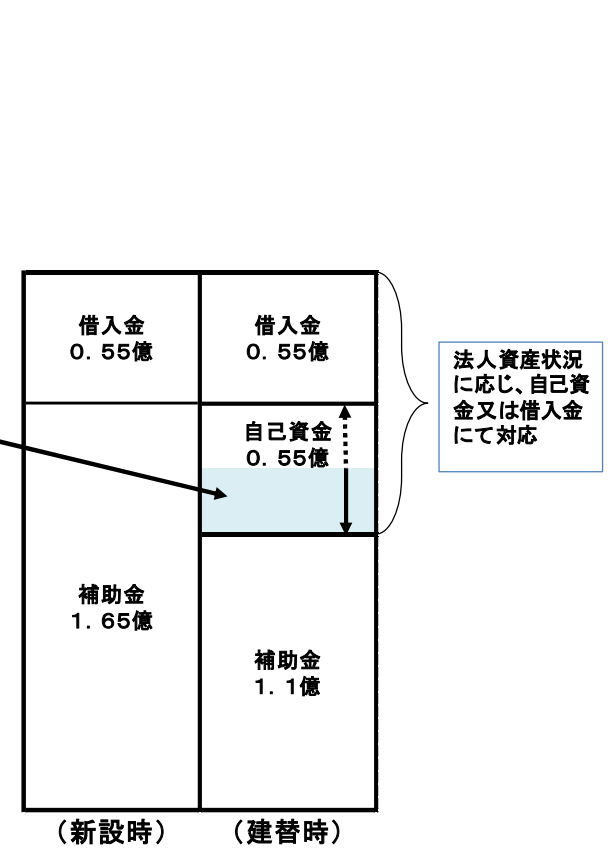 借入金
0．55億
借入金
0．55億
自己資金
0．55億
補助金
1．65億
補助金
1．1億
（新設時）
（建替時）
法人資産状況
に応じ、自己資
金又は借入金
にて対応